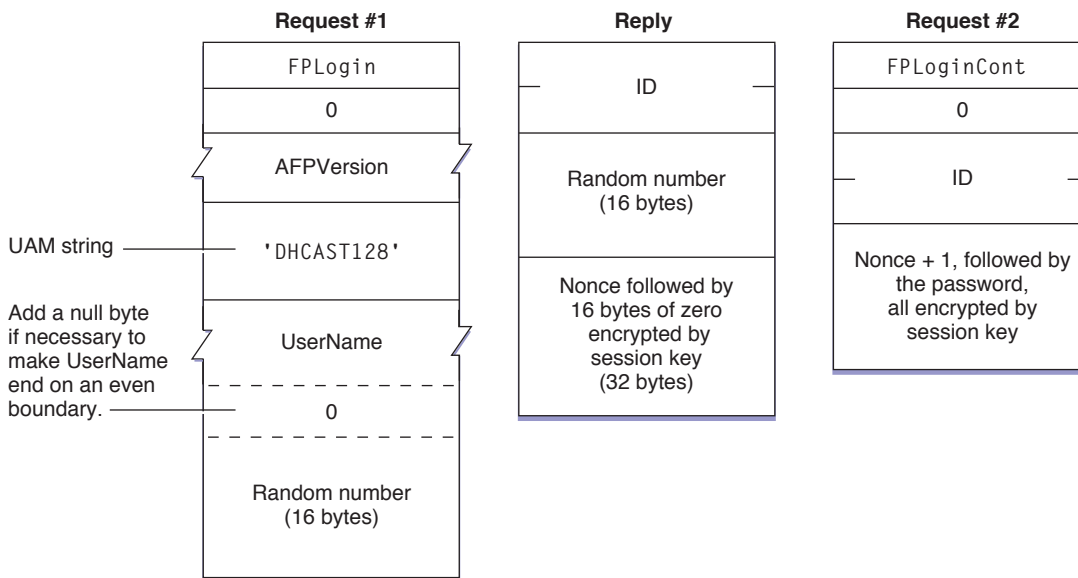 Request #1
FPLogin
0
AFPVersion
UAM string
'DHCAST128'
Add a null byte
if necessary to
make UserName
end on an even
boundary.
UserName
0
Random number
(16 bytes)
Reply
ID
Random number
(16 bytes)
Nonce followed by
16 bytes of zero
encrypted by
session key
(32 bytes)
Request #2
FPLoginCont
0
ID
Nonce + 1, followed by
the password,
all encrypted by
session key